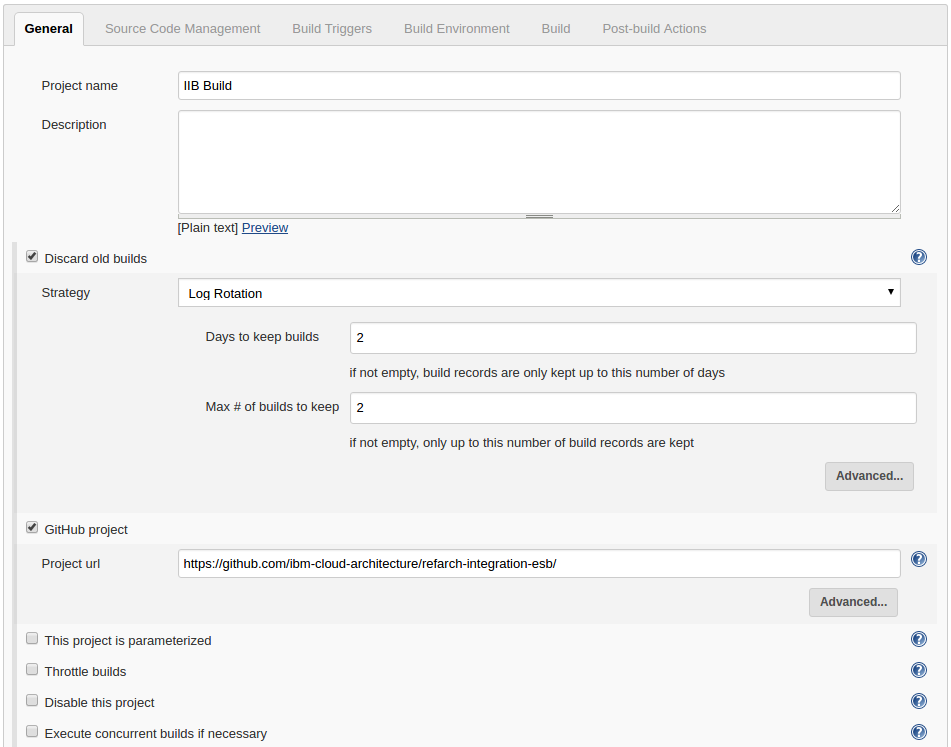 General Source Code Management Build Triggers Build Environment Build Post-build Actions
Project name IIB Build
Description
[Plain text] Preview
Discard old builds
Strategy Log Rotation
Days to keep builds 2
if not empty, build records are only kept up to this number of days
Max # of builds to keep 2
if not empty, only up to this number of build records are kept
Advanced...
GitHub project
Project url https://github.com/ibm-cloud-architecture/refarch-integration-esb/
Advanced...
This project is parameterized
Throttle builds
Disable this project
Execute concurrent builds if necessary